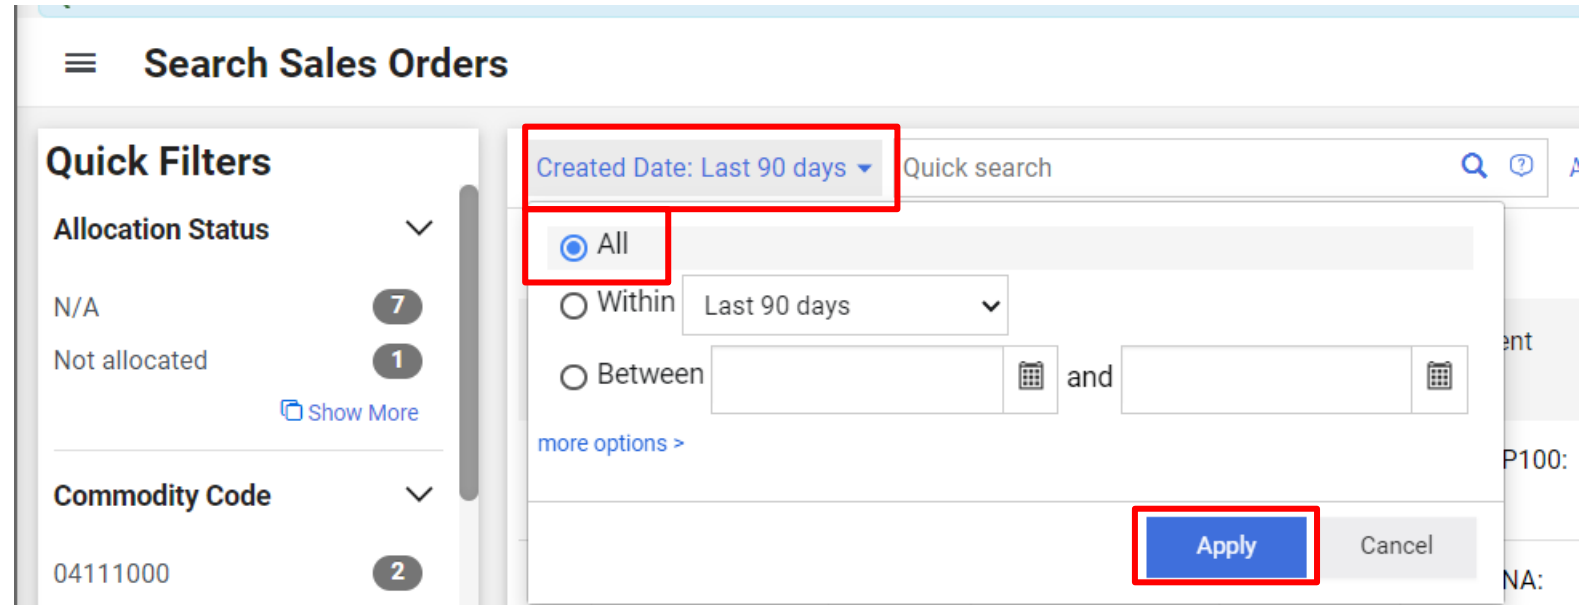 Search Sales Orders
Quick Filters
Allocation Status
N/A 7
Not allocated 1
Show More
Commodity Code
04111000 2
Created Date: Last 90 days Quick search
All
Within Last 90 days
Between and
more options >
Apply Cancel
P100:
NA: